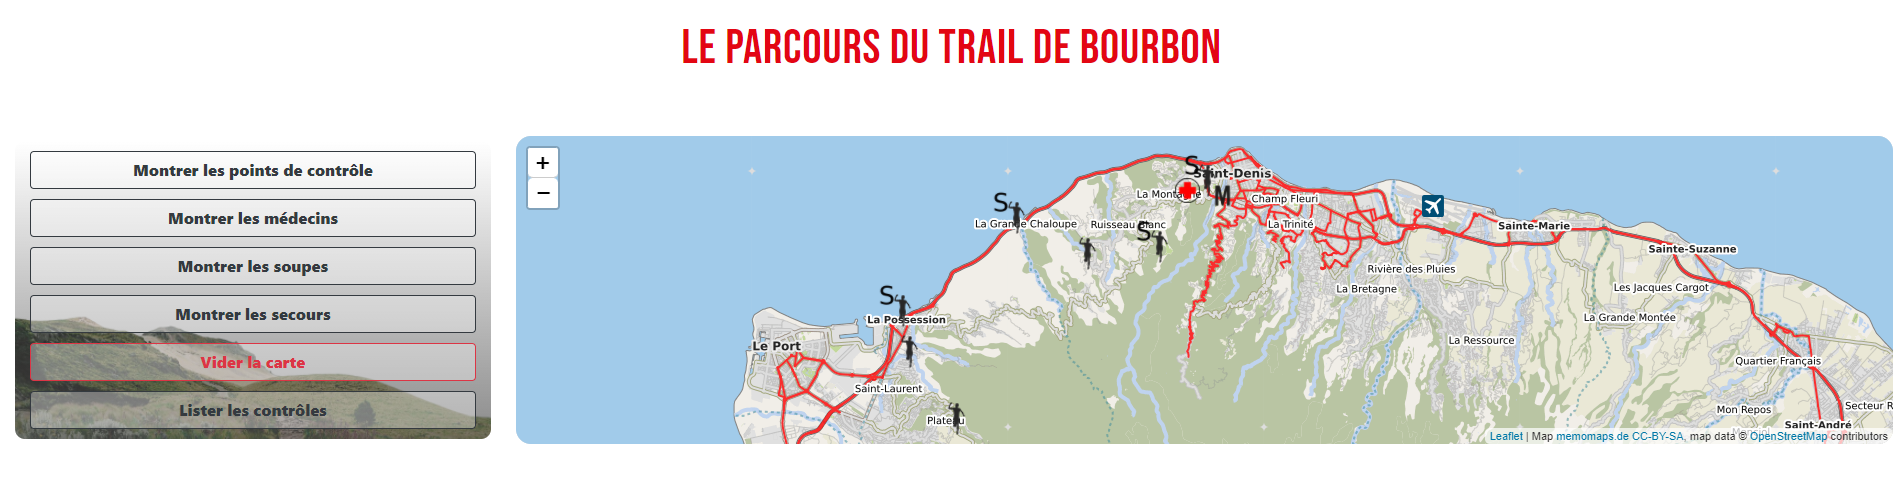 LE PARCOURS DU TRAIL DE BOURBON
Montrer les points de contrôle
Montrer les médecins
Montrer les soupes
Montrer les secours
Vider la carte
Lister les contrôles
+
−
S
Saint-Denis
La Montagne
M
Champ Fleuri
S
La Grande Chaloupe
Ruisseau Blanc
S
La Trinité
Sainte-Marie
Sainte-Suzanne
Rivière des Pluies
La Bretagne
Les Jacques Cargot
S
La Possession
La Grande Montée
Le Port
La Ressource
Quartier Français
Saint-Laurent
Plateau
Mon Repos
Secteur R
Saint-André
Leaflet | Map memomaps.de CC-BY-SA, map data © OpenStreetMap contributors